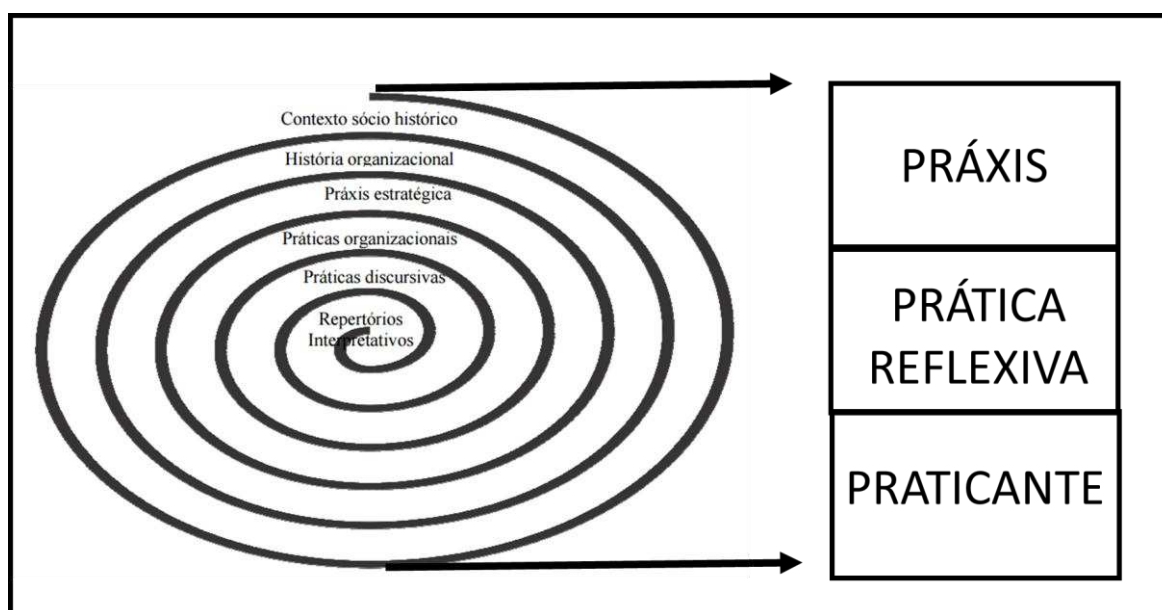 Contexto sócio histórico
História organizacional
Práxis estratégica
Práticas organizacionais
Práticas discursivas
Repertórios
Interpretativos
PRÁXIS
PRÁTICA
REFLEXIVA
PRATICANTE